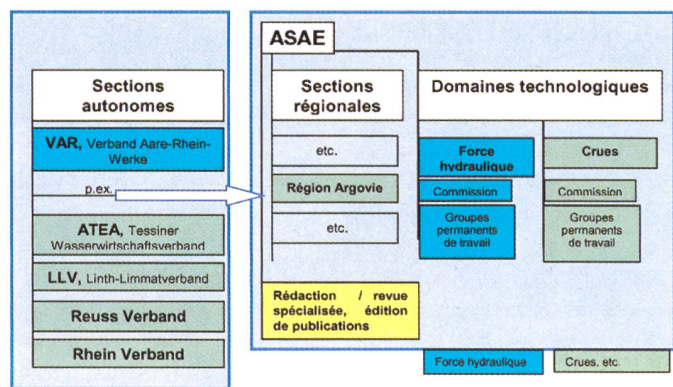 ASAE
Sections
autonomes
VAR, Verband Aare-Rhein-
Werke
p.ex.
ATEA, Tessiner
Wasserwirtschaftsverband
LLV, Linth-Limmatverband
Reuss Verband
Rhein Verband
Sections
régionales
etc.
Région Argovie
etc.
Domaines technologiques
Force
hydraulique
Commission
Groupes
permanents
de travail
Crues
Commission
Groupes
permanents
de travail
Rédaction / revue
spécialisée, édition
de publications
Force hydraulique
Crues, etc.